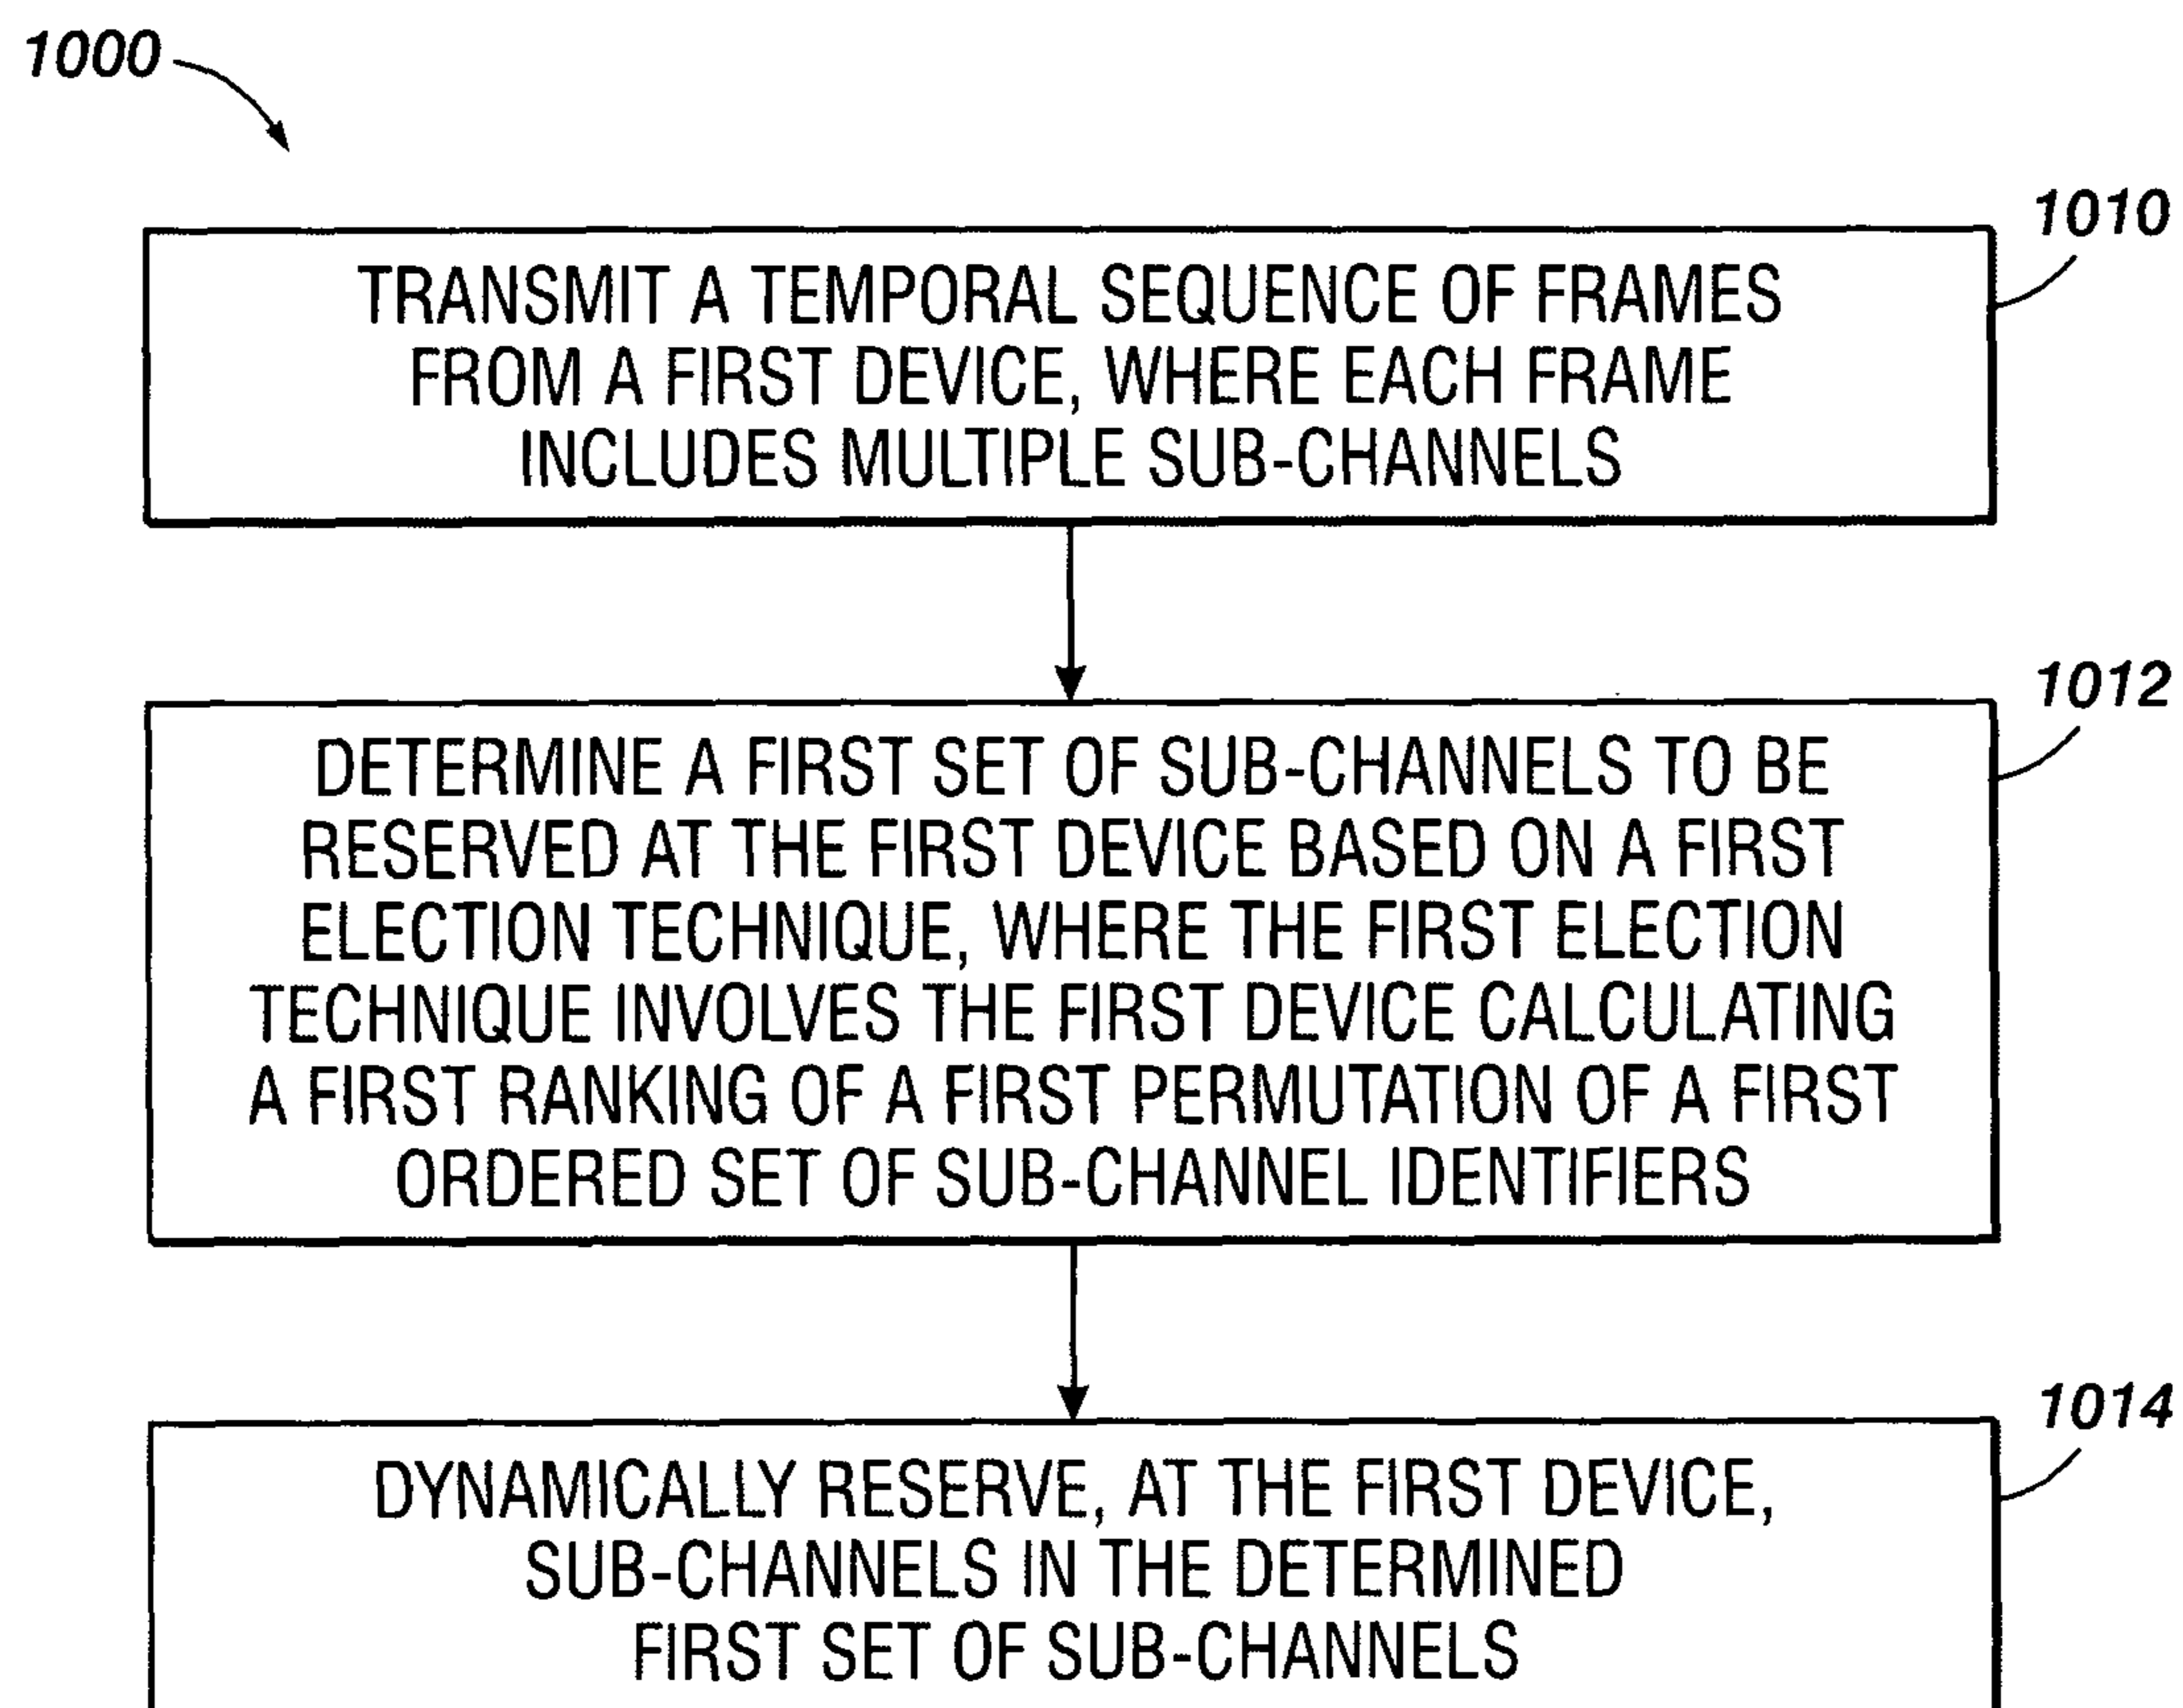 1000
1010
TRANSMIT A TEMPORAL SEQUENCE OF FRAMES
FROM A FIRST DEVICE, WHERE EACH FRAME
INCLUDES MULTIPLE SUB-CHANNELS
1012
DETERMINE A FIRST SET OF SUB-CHANNELS TO BE
RESERVED AT THE FIRST DEVICE BASED ON A FIRST
ELECTION TECHNIQUE, WHERE THE FIRST ELECTION
TECHNIQUE INVOLVES THE FIRST DEVICE CALCULATING
A FIRST RANKING OF A FIRST PERMUTATION OF A FIRST
ORDERED SET OF SUB-CHANNEL IDENTIFIERS
1014
DYNAMICALLY RESERVE, AT THE FIRST DEVICE,
SUB-CHANNELS IN THE DETERMINED
FIRST SET OF SUB-CHANNELS